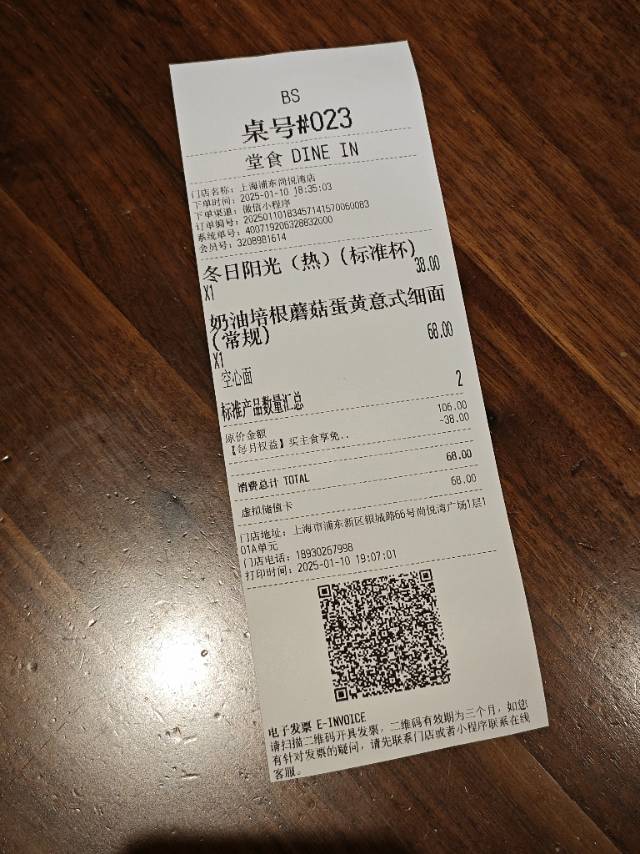 BS
桌号#023
堂食 DINE IN
门店名称: 上海浦东尚悦湾店
下单时间: 2025-01-10 18:35:03
下单渠道: 微信小程序
订单编号: 20250110183457141570060083
系统单号: 400719206328832000
会员号: 3208981614
冬日阳光（热）(标准杯)
X1 38.00
奶油培根蘑菇蛋黄意式细面
(常规)
X1 68.00
空心面
标准产品数量汇总 2
原价金额 106.00
【每月权益】买主食享免.. -38.00
消费总计 TOTAL 68.00
虚拟储值卡 68.00
门店地址: 上海市浦东新区银城路66号尚悦湾广场1层1
01A单元
门店电话: 18930267998
打印时间: 2025-01-10 19:07:01
电子发票 E-INVOICE
请扫描二维码开具发票，二维码有效期为三个月，如您
有针对发票的疑问，请先联系门店或者小程序联系在线
客服。